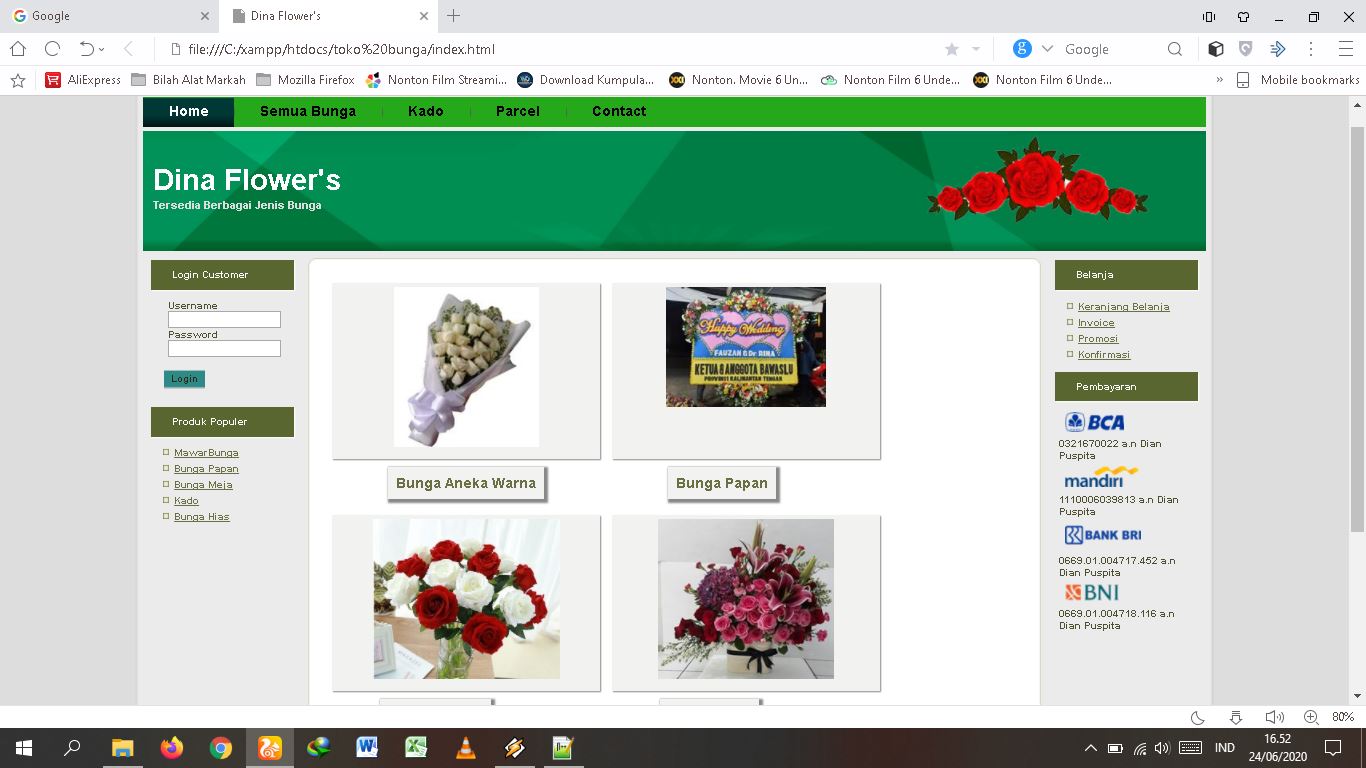 Google
Dina Flower's
file:///C:/xampp/htdocs/toko%20bunga/index.html
Google
AliExpress
Bilah Alat Markah
Mozilla Firefox
Nonton Film Streami...
Download Kumpula...
Nonton. Movie 6 Un...
Nonton Film 6 Unde...
Nonton Film 6 Unde...
»
Mobile bookmarks
Home
Semua Bunga
Kado
Parcel
Contact
Dina Flower's
Tersedia Berbagai Jenis Bunga
Login Customer
Username
Password
Login
Produk Populer
MawarBunga
Bunga Papan
Bunga Meja
Kado
Bunga Hias
Happy Wedding
FAUZAN & Dr RINA
KETUA & ANGGOTA BAWASLU
PROVINSI KALIMANTAN TENGAH
Bunga Aneka Warna
Bunga Papan
Belanja
Keranjang Belanja
Invoice
Promosi
Konfirmasi
Pembayaran
BCA
0321670022 a.n Dian
Puspita
mandiri
1110006039813 a.n Dian
Puspita
BANK BRI
0669.01.004717.452 a.n
Dian Puspita
BNI
0669.01.004718.116 a.n
Dian Puspita
80%
IND
16.52
24/06/2020